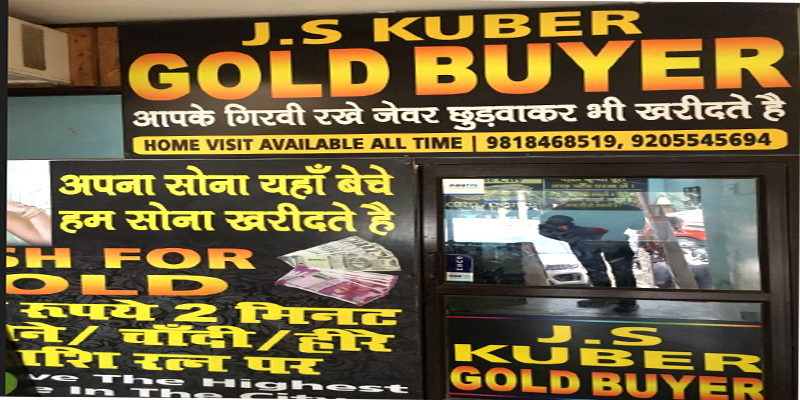 J.S KUBER
GOLD BUYER
आपके गिरवी रखे जेवर छुड़वाकर भी खरीदते है
HOME VISIT AVAILABLE ALL TIME | 9818468519, 9205545694
अपना सोना यहाँ बेचे
हम सोना खरीदते है
SH FOR
OLD
रूपये 2 मिनट
ने/ चाँदी/हीरे
राशि रत्न पर
ve The Highest
e In The City
J.S
KUBER
GOLD BUYER